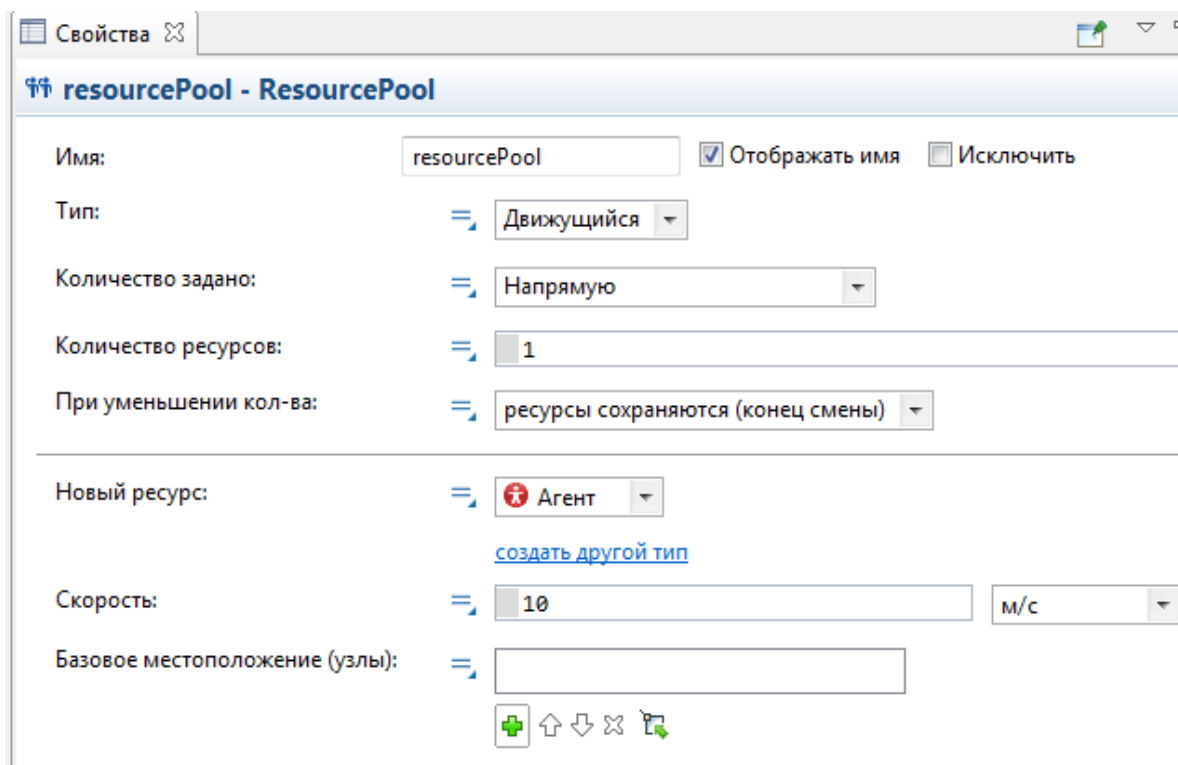 Свойства
resourcePool - ResourcePool
Имя: resourcePool Отображать имя Исключить
Тип: Движущийся
Количество задано: Напрямую
Количество ресурсов: 1
При уменьшении кол-ва: ресурсы сохраняются (конец смены)
Новый ресурс: Агент
создать другой тип
Скорость: 10 м/с
Базовое местоположение (узлы):